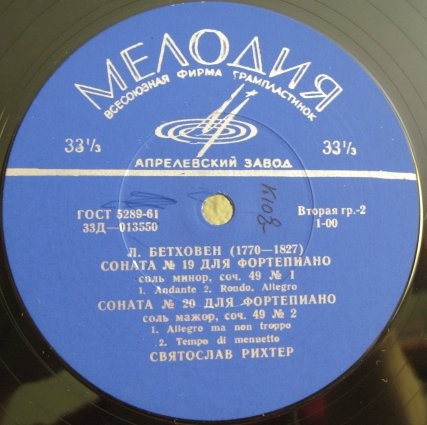 МЕЛОДИЯ
ВСЕСОЮЗНАЯ ФИРМА ГРАМПЛАСТИНОК
33⅓ 33⅓
АПРЕЛЕВСКИЙ ЗАВОД
ГОСТ 5289-61 Вторая гр.-2
33Д—013550 1-00
Л. БЕТХОВЕН (1770—1827)
СОНАТА № 19 ДЛЯ ФОРТЕПИАНО
соль минор, соч. 49 № 1
1. Andante 2. Rondo. Allegro
СОНАТА № 20 ДЛЯ ФОРТЕПИАНО
соль мажор, соч. 49 № 2
1. Allegro ma non troppo
2. Tempo di menuetto
СВЯТОСЛАВ РИХТЕР